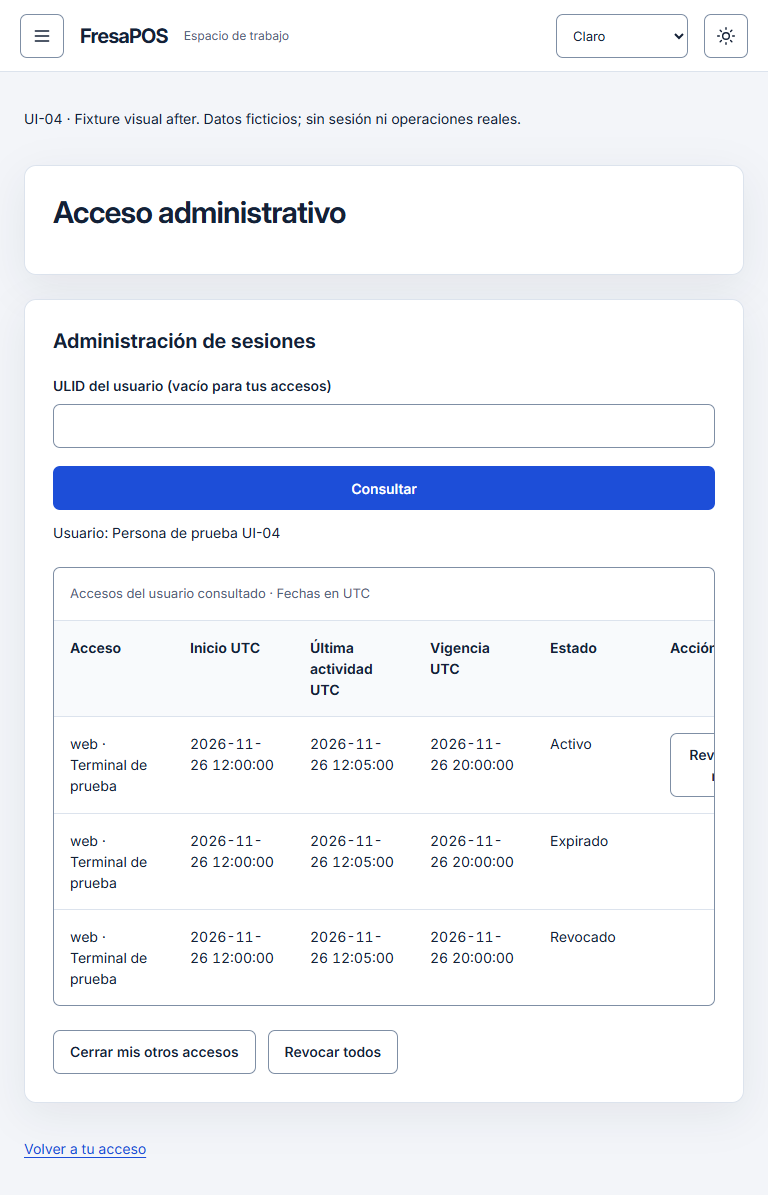 FresaPOS Espacio de trabajo Claro
UI-04 · Fixture visual after. Datos ficticios; sin sesión ni operaciones reales.
Acceso administrativo
Administración de sesiones
ULID del usuario (vacío para tus accesos)
Consultar
Usuario: Persona de prueba UI-04
Accesos del usuario consultado · Fechas en UTC
Acceso Inicio UTC Última actividad UTC Vigencia UTC Estado
web · Terminal de prueba 2026-11-26 12:00:00 2026-11-26 12:05:00 2026-11-26 20:00:00 Activo
web · Terminal de prueba 2026-11-26 12:00:00 2026-11-26 12:05:00 2026-11-26 20:00:00 Expirado
web · Terminal de prueba 2026-11-26 12:00:00 2026-11-26 12:05:00 2026-11-26 20:00:00 Revocado
Cerrar mis otros accesos Revocar todos
Volver a tu acceso